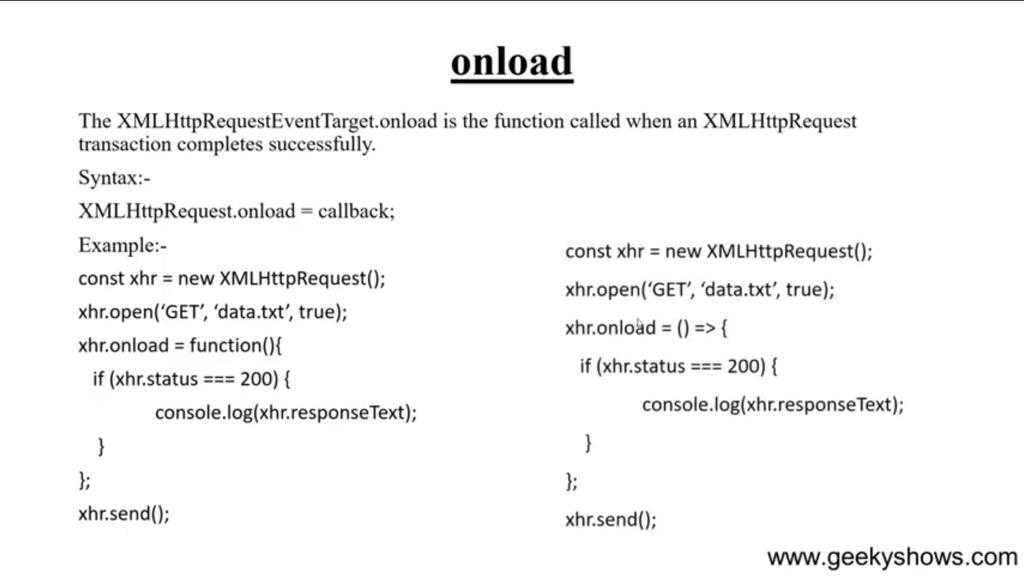 onload
The XMLHttpRequestEventTarget.onload is the function called when an XMLHttpRequest
transaction completes successfully.
Syntax:-
XMLHttpRequest.onload = callback;
Example:-
const xhr = new XMLHttpRequest();
xhr.open(‘GET’, ‘data.txt’, true);
xhr.onload = function(){
if (xhr.status === 200) {
console.log(xhr.responseText);
}
};
xhr.send();
const xhr = new XMLHttpRequest();
xhr.open(‘GET’, ‘data.txt’, true);
xhr.onload = () => {
if (xhr.status === 200) {
console.log(xhr.responseText);
}
};
xhr.send();
www.geekyshows.com